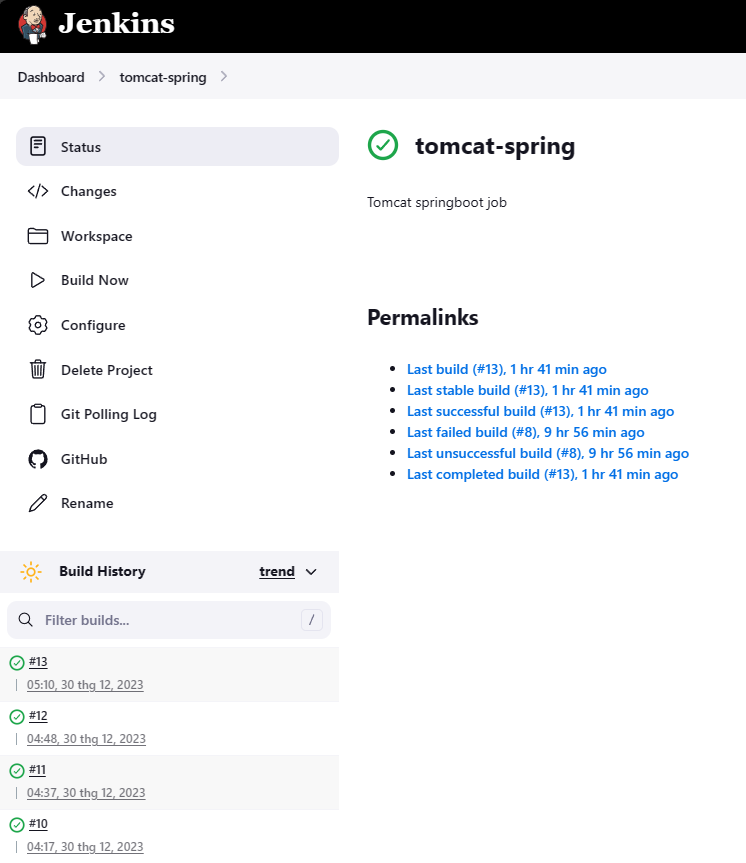 Jenkins
Dashboard
tomcat-spring
Status
Changes
Workspace
Build Now
Configure
Delete Project
Git Polling Log
GitHub
Rename
Build History
trend
Filter builds...
/
#13
05:10, 30 thg 12, 2023
#12
04:48, 30 thg 12, 2023
#11
04:37, 30 thg 12, 2023
#10
04:17, 30 thg 12, 2023
tomcat-spring
Tomcat springboot job
Permalinks
Last build (#13), 1 hr 41 min ago
Last stable build (#13), 1 hr 41 min ago
Last successful build (#13), 1 hr 41 min ago
Last failed build (#8), 9 hr 56 min ago
Last unsuccessful build (#8), 9 hr 56 min ago
Last completed build (#13), 1 hr 41 min ago